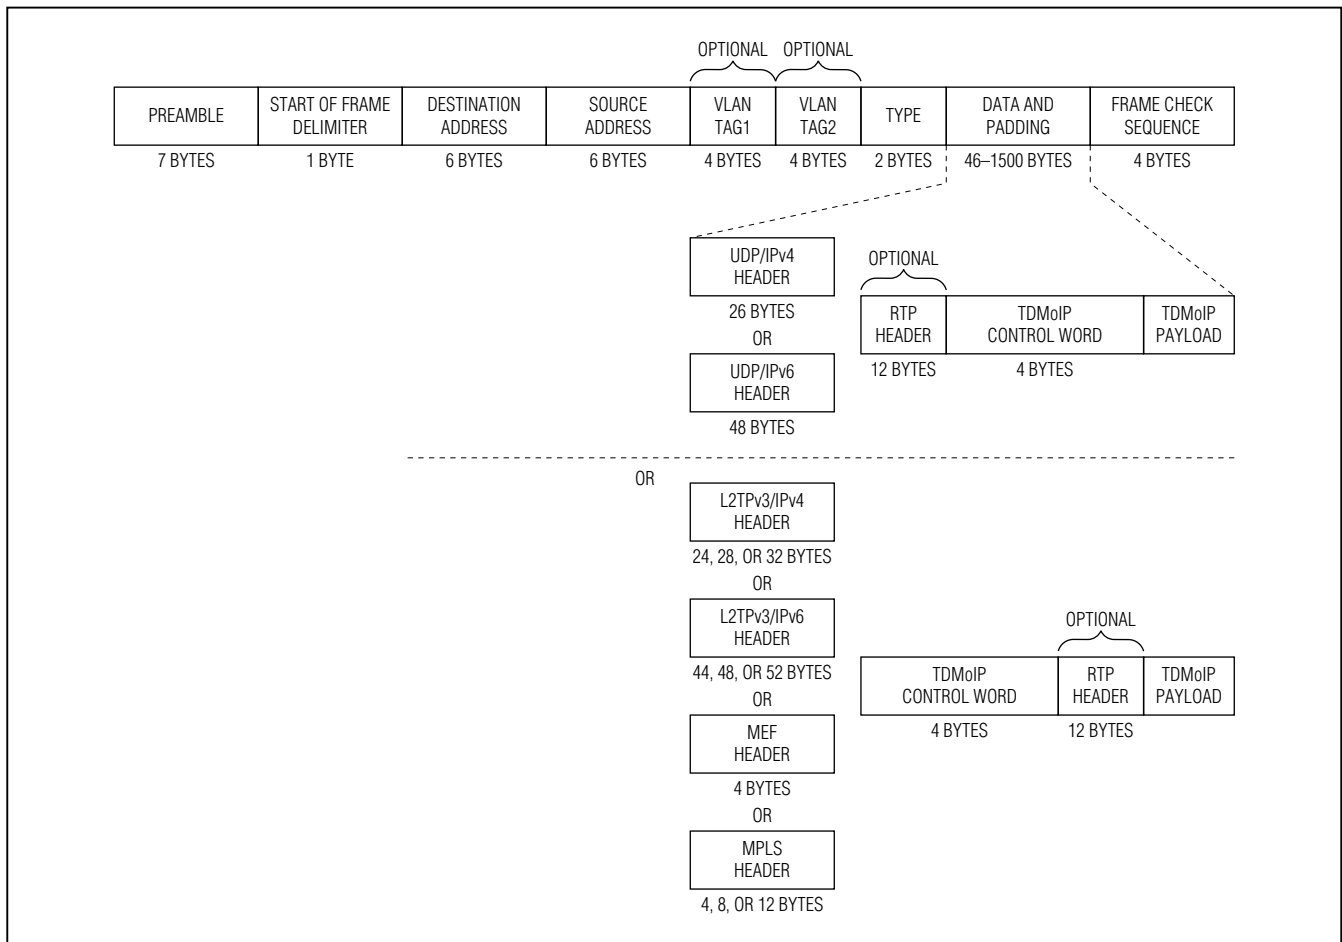 OPTIONAL OPTIONAL
PREAMBLE
START OF FRAME
DELIMITER
DESTINATION
ADDRESS
SOURCE
ADDRESS
VLAN
TAG1
VLAN
TAG2
TYPE
DATA AND
PADDING
FRAME CHECK
SEQUENCE
7 BYTES 1 BYTE 6 BYTES 6 BYTES 4 BYTES 4 BYTES 2 BYTES 46–1500 BYTES 4 BYTES
UDP/IPv4
HEADER
26 BYTES
OR
UDP/IPv6
HEADER
48 BYTES
OPTIONAL
RTP
HEADER
TDMoIP
CONTROL WORD
TDMoIP
PAYLOAD
12 BYTES 4 BYTES
OR
L2TPv3/IPv4
HEADER
24, 28, OR 32 BYTES
OR
L2TPv3/IPv6
HEADER
44, 48, OR 52 BYTES
OR
MEF
HEADER
4 BYTES
OR
MPLS
HEADER
4, 8, OR 12 BYTES
OPTIONAL
TDMoIP
CONTROL WORD
RTP
HEADER
TDMoIP
PAYLOAD
4 BYTES 12 BYTES